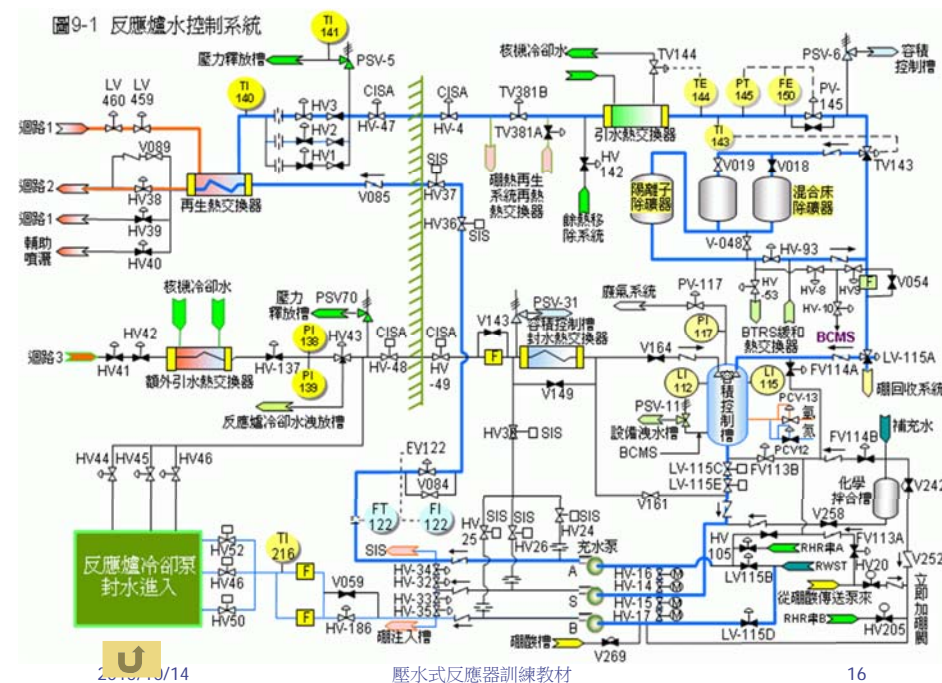 圖9-1 反應爐水控制系統
TI
141
壓力釋放槽
PSV-5
核機冷卻水
TV144
PSV-6
容積
控制槽
LV
460
LV
459
TI
140
HV3
HV2
HV1
CISA
HV-47
CISA
HV-4
TV381B
TV381A
引水熱交換器
TE
144
PT
145
FE
150
PV-
145
TI
143
TV143
迴路1
V089
迴路2
HV38
再生熱交換器
迴路1
HV39
輔助
噴灑
HV40
V085
SIS
HV37
HV36
SIS
硼熱再生
系統再熱
熱交換器
HV
142
餘熱移
除系統
隔離子
除礦器
V019
V018
混合床
除礦器
V-048
HV-93
HV
-53
HV-8
HV9
HV-10
F
V054
BCMS
BTRS緩和
熱交換器
核機冷卻水
壓力
釋放槽
PSV70
PI
138
HV43
CISA
HV-48
CISA
HV
-49
V143
F
PSV-31
容積控制槽
封水熱交換器
廢氣系統
PV-117
PI
117
迴路3
HV42
HV41
額外引水熱交換器
HV-137
PI
139
反應爐冷卻水洩放槽
V149
V164
LI
112
LI
115
容積控制槽
PSV-11
設備洩水槽
BCMS
PCV-13
氫
氮
PCV12
FV114A
LV-115A
硼回收系統
HV3
SIS
LV-115C
LV-115E
FV113B
FV114B
補充水
V242
化學
拌合槽
HV44
HV45
HV46
FV122
V084
FT
122
FI
122
V161
V258
反應爐冷卻泵
封水進入
HV52
HV46
HV50
TI
216
F
F
V059
HV-186
SIS
HV-34
HV-32
HV-33
HV-35
硼注入槽
HV
25
SIS
SIS
HV26
SIS
HV24
充水泵
A
S
B
HV-16
HV-14
HV-15
HV-17
M
M
M
M
HV
105
RHR串A
LV115B
RWST
FV113A
HV20
從硼酸傳送泵來
RHR串B
HV205
LV-115D
V252
立即加硼閥
硼酸槽
V269
壓水式反應器訓練教材
16